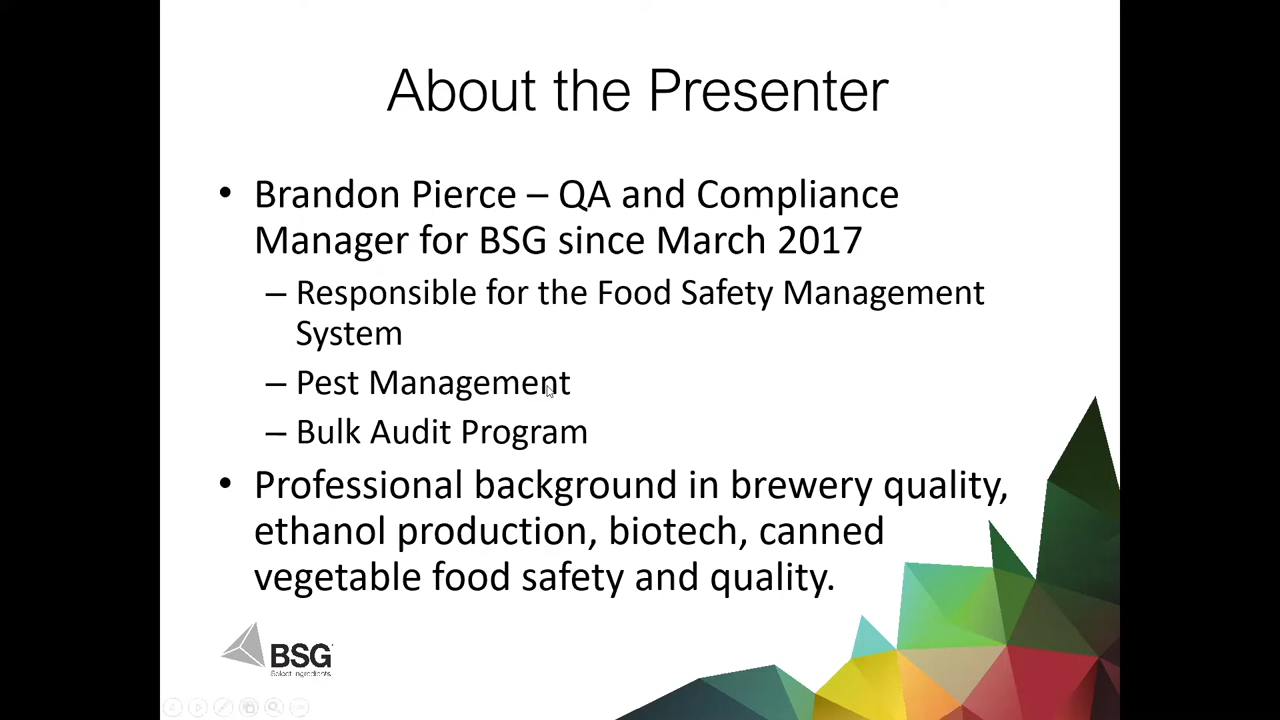 About the Presenter
• Brandon Pierce – QA and Compliance
Manager for BSG since March 2017
– Responsible for the Food Safety Management
System
– Pest Management
– Bulk Audit Program
• Professional background in brewery quality,
ethanol production, biotech, canned
vegetable food safety and quality.
BSG
Select Ingredients